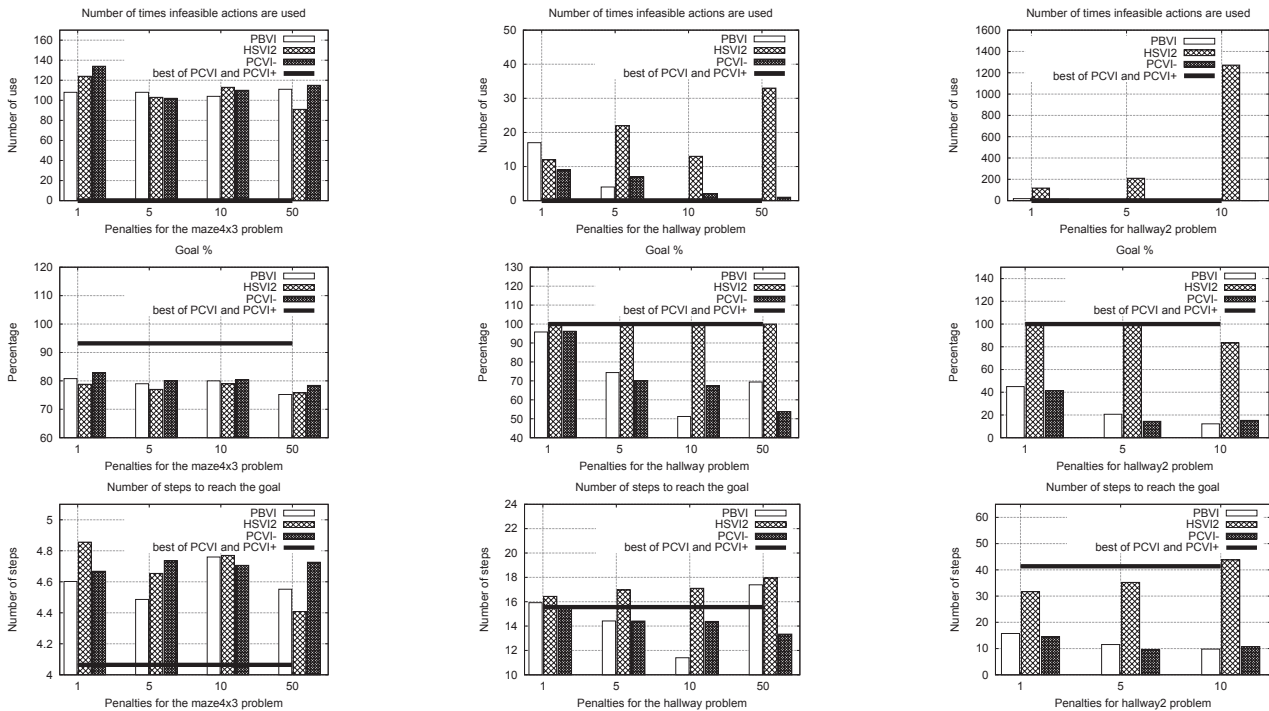 Number of times infeasible actions are used
Number of use
160
140
120
100
80
60
40
20
0
PBVI
HSVI2
PCVI-
best of PCVI and PCVI+
1 5 10 50
Penalties for the maze4x3 problem
Number of times infeasible actions are used
Number of use
50
40
30
20
10
0
PBVI
HSVI2
PCVI-
best of PCVI and PCVI+
1 5 10 50
Penalties for the hallway problem
Number of times infeasible actions are used
Number of use
1600
1400
1200
1000
800
600
400
200
0
PBVI
HSVI2
PCVI-
best of PCVI and PCVI+
1 5 10
Penalties for hallway2 problem
Goal %
Percentage
120
110
100
90
80
70
60
PBVI
HSVI2
PCVI-
best of PCVI and PCVI+
1 5 10 50
Penalties for the maze4x3 problem
Goal %
Percentage
130
120
110
100
90
80
70
60
50
40
PBVI
HSVI2
PCVI-
best of PCVI and PCVI+
1 5 10 50
Penalties for the hallway problem
Goal %
Percentage
140
120
100
80
60
40
20
0
PBVI
HSVI2
PCVI-
best of PCVI and PCVI+
1 5 10
Penalties for hallway2 problem
Number of steps to reach the goal
Number of steps
5
4.8
4.6
4.4
4.2
4
PBVI
HSVI2
PCVI-
best of PCVI and PCVI+
1 5 10 50
Penalties for the maze4x3 problem
Number of steps to reach the goal
Number of steps
24
22
20
18
16
14
12
10
PBVI
HSVI2
PCVI-
best of PCVI and PCVI+
1 5 10 50
Penalties for the hallway problem
Number of steps to reach the goal
Number of steps
60
50
40
30
20
10
0
PBVI
HSVI2
PCVI-
best of PCVI and PCVI+
1 5 10
Penalties for hallway2 problem